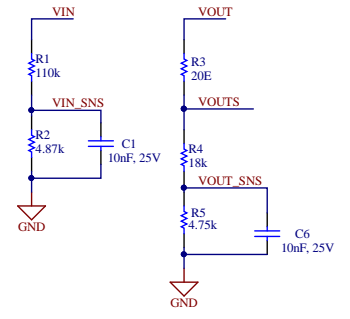 VIN
R1
110k
VIN_SNS
R2
4.87k
C1
10nF, 25V
GND
VOUT
R3
20E
VOUTS
R4
18k
VOUT_SNS
R5
4.75k
C6
10nF, 25V
GND